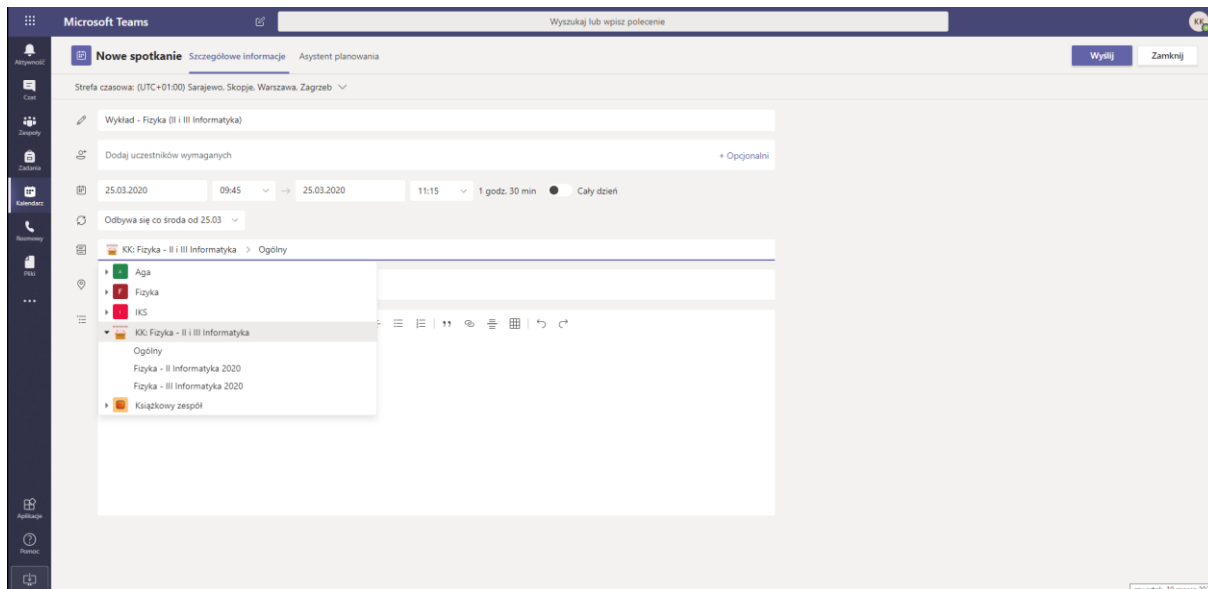 Microsoft Teams
Wyszukaj lub wpisz polecenie
KK
Aktywność
Czat
Zespoły
Zadania
Kalendarz
Rozmowy
Pliki
Aplikacje
Pomoc
Nowe spotkanie Szczegółowe informacje Asystent planowania
Wyślij Zamknij
Strefa czasowa: (UTC+01:00) Sarajewo, Skopje, Warszawa, Zagrzeb
Wykład - Fizyka (II i III Informatyka)
Dodaj uczestników wymaganych + Opcjonalni
25.03.2020 09:45 → 25.03.2020 11:15 1 godz. 30 min Cały dzień
Odbywa się co środa od 25.03
KK: Fizyka - II i III Informatyka > Ogólny
Aga
F Fizyka
IKS
KK: Fizyka - II i III Informatyka
Ogólny
Fizyka - II Informatyka 2020
Fizyka - III Informatyka 2020
Książkowy zespół